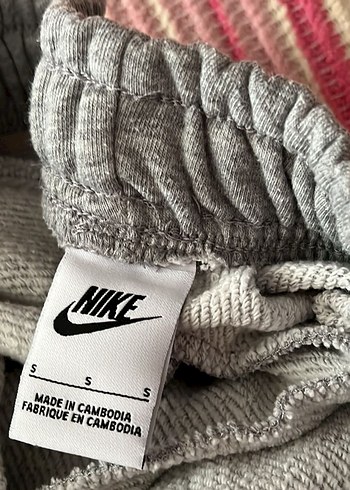 NIKE
S S S
MADE IN CAMBODIA
FABRIQUE EN CAMBODIA